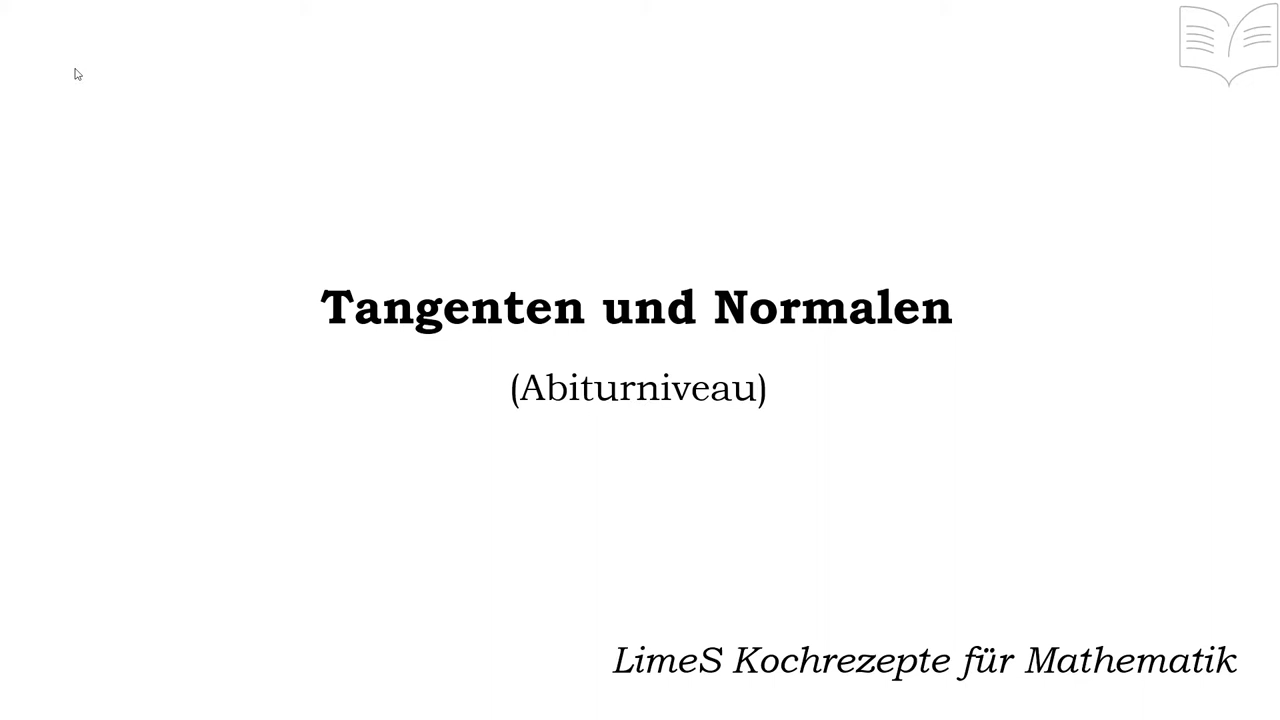 Tangenten und Normalen
(Abiturniveau)
LimeS Kochrezepte für Mathematik